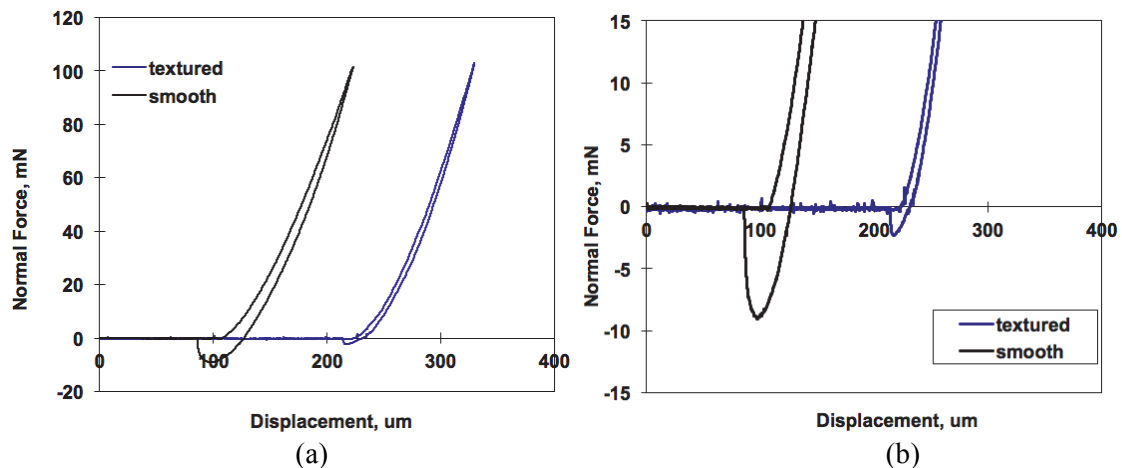 120
100
80
60
40
20
0
-20
0
100
200
300
400
textured
smooth
Normal Force, mN
Displacement, um
(a)
15
10
5
0
-5
-10
-15
0
100
200
300
400
textured
smooth
Normal Force, mN
Displacement, um
(b)